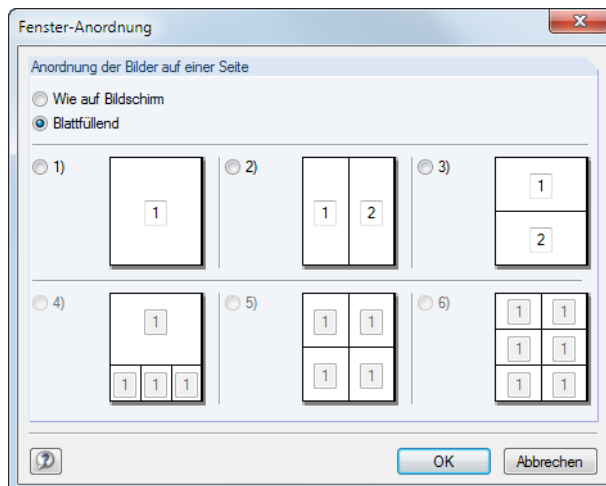 Fenster-Anordnung
Anordnung der Bilder auf einer Seite
Wie auf Bildschirm
Blattfüllend
1)
1
2)
1 2
3)
1
2
4)
1
1 1 1
5)
1 1
1 1
6)
1 1
1 1
1 1
OK Abbrechen